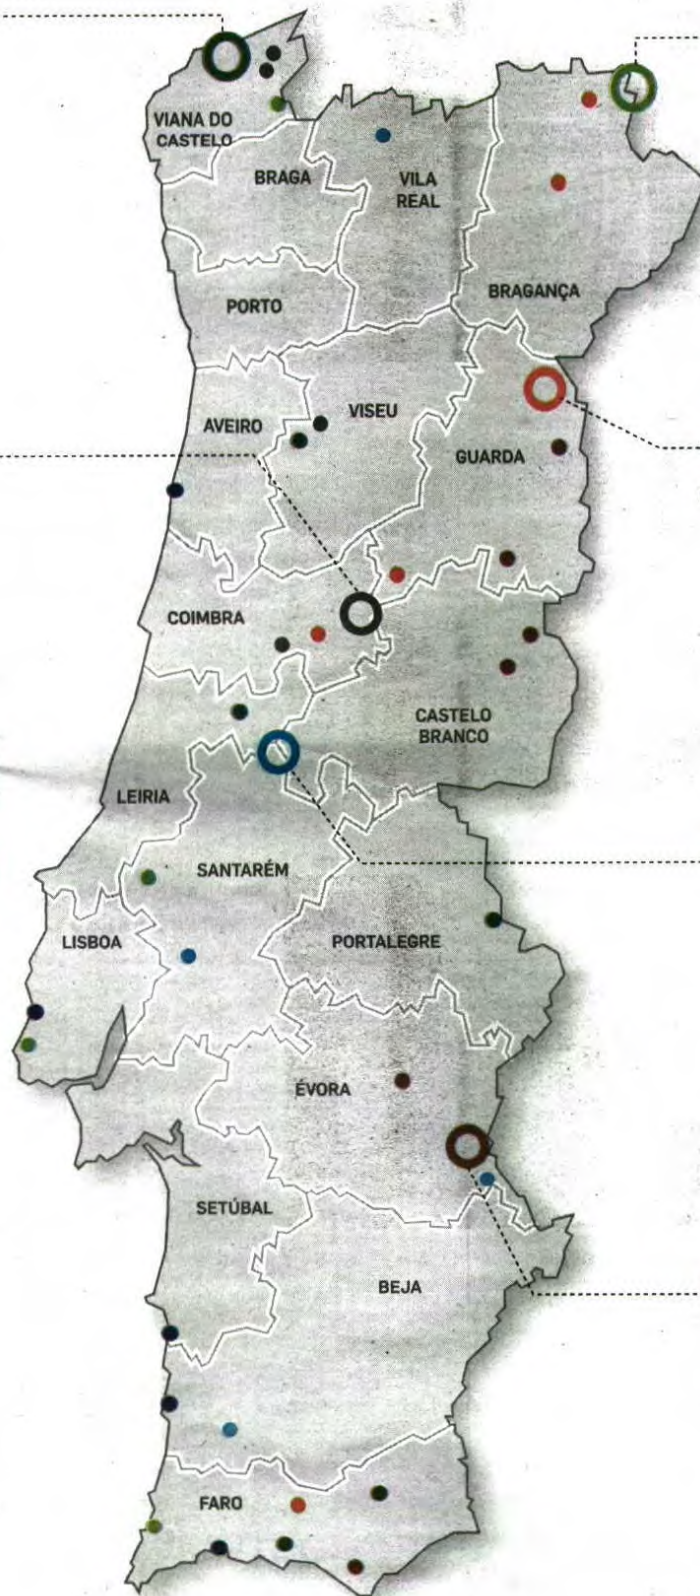 VIANA DO
CASTELO
BRAGA
VILA
REAL
BRAGANÇA
PORTO
AVEIRO
VISEU
GUARDA
COIMBRA
CASTELO
BRANCO
LEIRIA
SANTARÉM
LISBOA
PORTALEGRE
ÉVORA
SETÚBAL
BEJA
FARO